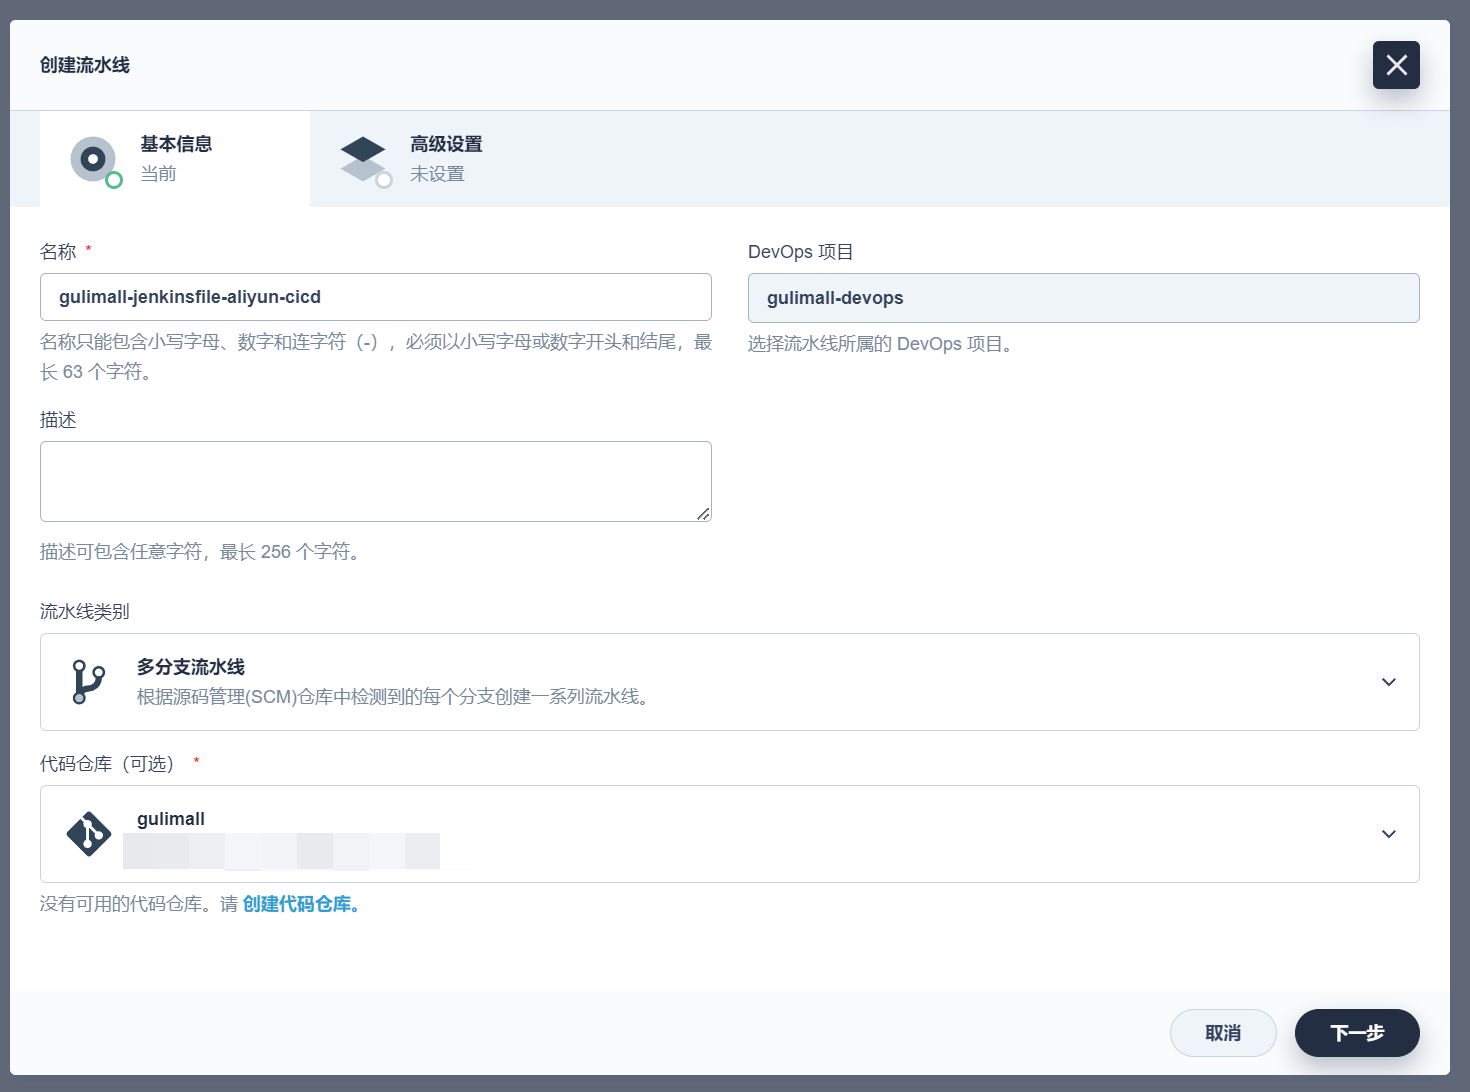 创建流水线
基本信息
当前
高级设置
未设置
名称 *
gulimall-jenkinsfile-aliyun-cicd
名称只能包含小写字母、数字和连字符（-），必须以小写字母或数字开头和结尾，最
长 63 个字符。
DevOps 项目
gulimall-devops
选择流水线所属的 DevOps 项目。
描述
描述可包含任意字符，最长 256 个字符。
流水线类别
多分支流水线
根据源码管理(SCM)仓库中检测到的每个分支创建一系列流水线。
代码仓库（可选） *
gulimall
没有可用的代码仓库。请 创建代码仓库。
取消
下一步